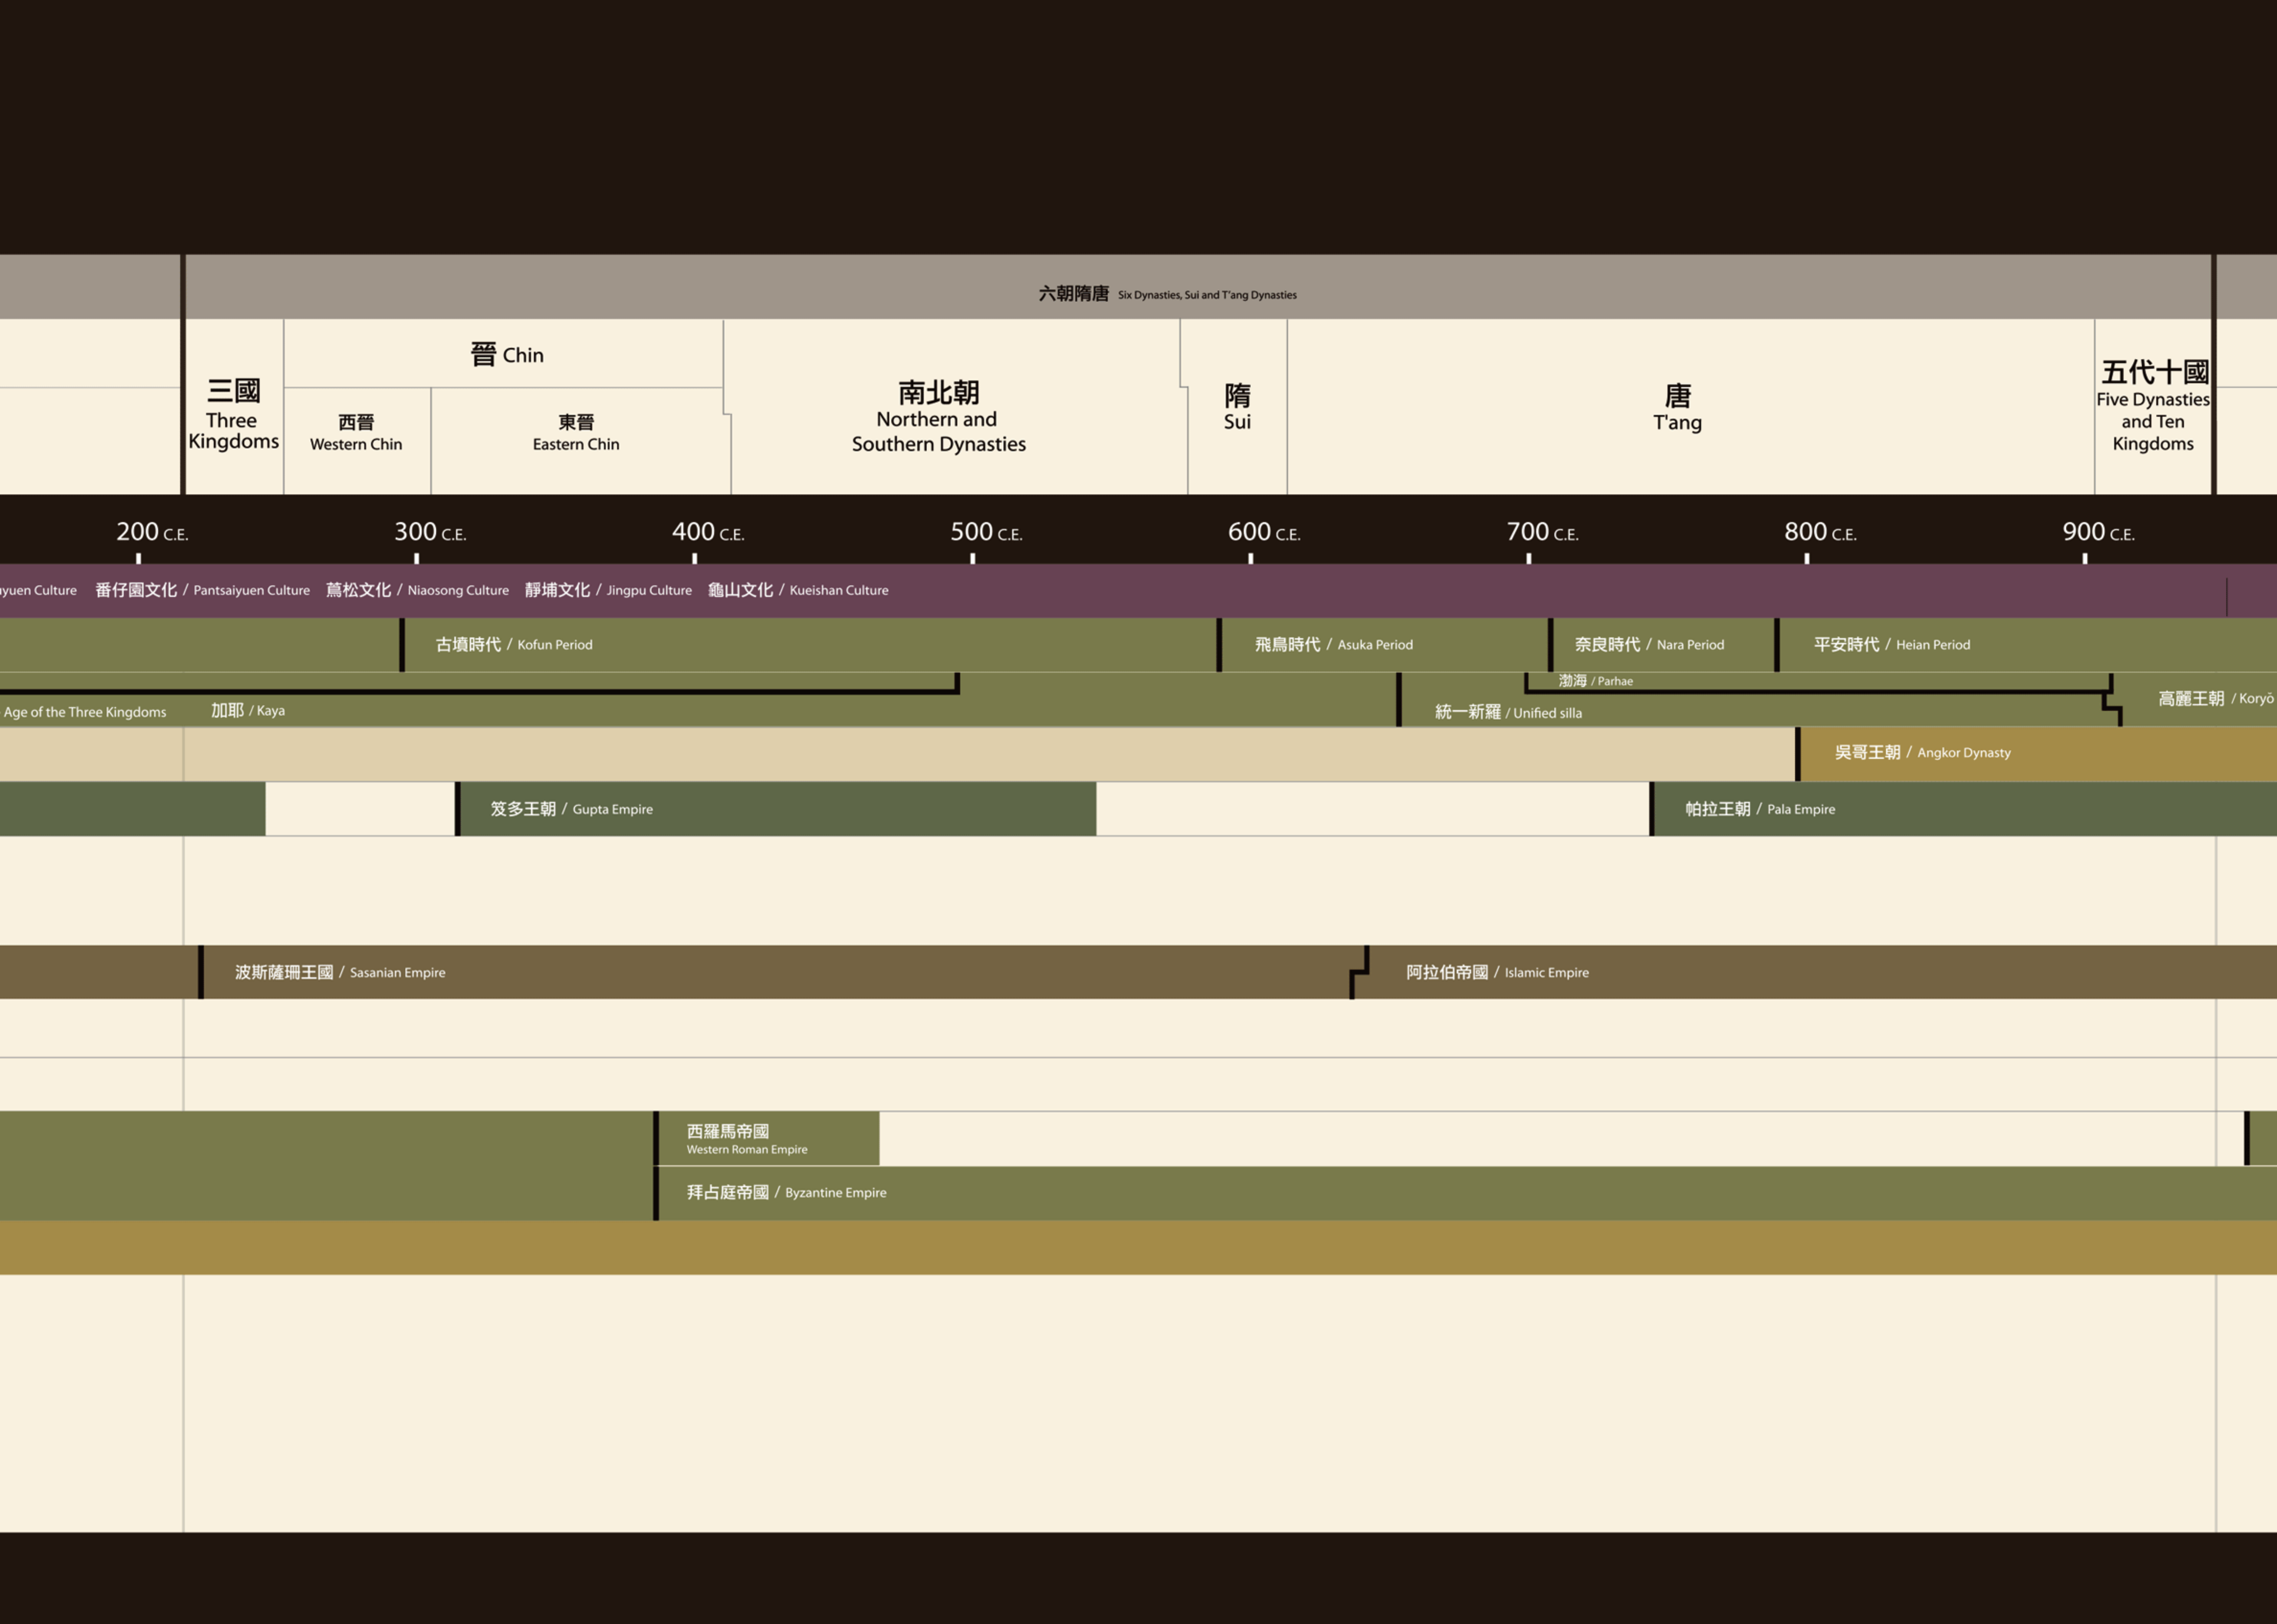 六朝隋唐 Six Dynasties, Sui and T'ang Dynasties
三國
Three
Kingdoms
晉 Chin
西晉
Western Chin
東晉
Eastern Chin
南北朝
Northern and
Southern Dynasties
隋
Sui
唐
T'ang
五代十國
Five Dynasties
and Ten
Kingdoms
200 C.E. 300 C.E. 400 C.E. 500 C.E. 600 C.E. 700 C.E. 800 C.E. 900 C.E.
yuen Culture 番仔園文化 / Pantsaiyuen Culture 蔦松文化 / Niaosong Culture 靜埔文化 / Jingpu Culture 龜山文化 / Kueishan Culture
古墳時代 / Kofun Period 飛鳥時代 / Asuka Period 奈良時代 / Nara Period 平安時代 / Heian Period
渤海 / Parhae
高麗王朝 / Koryŏ
Age of the Three Kingdoms 加耶 / Kaya 統一新羅 / Unified silla
吳哥王朝 / Angkor Dynasty
笈多王朝 / Gupta Empire 帕拉王朝 / Pala Empire
波斯薩珊王國 / Sasanian Empire 阿拉伯帝國 / Islamic Empire
西羅馬帝國
Western Roman Empire
拜占庭帝國 / Byzantine Empire